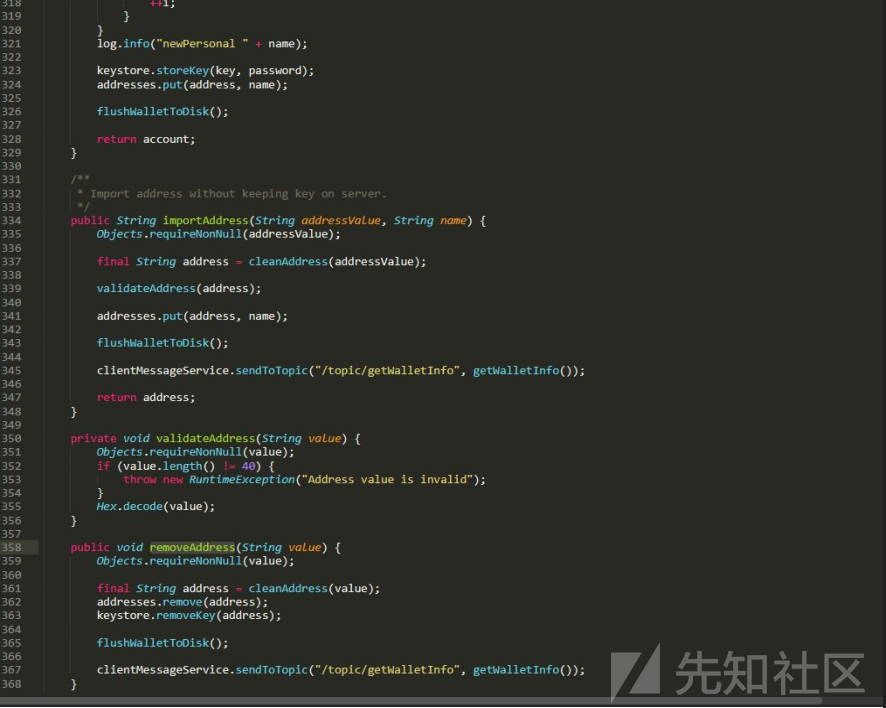 318 ++i;
319 }
320 }
321 log.info("newPersonal " + name);
322
323 keystore.storeKey(key, password);
324 addresses.put(address, name);
325
326 flushWalletToDisk();
327
328 return account;
329 }
330
331 /**
332 * Import address without keeping key on server.
333 */
334 public String importAddress(String addressValue, String name) {
335 Objects.requireNonNull(addressValue);
336
337 final String address = cleanAddress(addressValue);
338
339 validateAddress(address);
340
341 addresses.put(address, name);
342
343 flushWalletToDisk();
344
345 clientMessageService.sendToTopic("/topic/getWalletInfo", getWalletInfo());
346
347 return address;
348 }
349
350 private void validateAddress(String value) {
351 Objects.requireNonNull(value);
352 if (value.length() != 40) {
353 throw new RuntimeException("Address value is invalid");
354 }
355 Hex.decode(value);
356 }
357
358 public void removeAddress(String value) {
359 Objects.requireNonNull(value);
360
361 final String address = cleanAddress(value);
362 addresses.remove(address);
363 keystore.removeKey(address);
364
365 flushWalletToDisk();
366
367 clientMessageService.sendToTopic("/topic/getWalletInfo", getWalletInfo());
368 }
先知社区